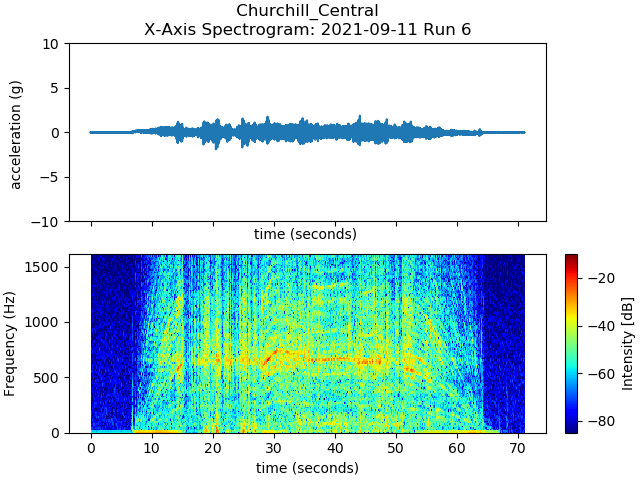 Churchill_Central
X-Axis Spectrogram: 2021-09-11 Run 6
10
5
0
−5
−10
acceleration (g)
time (seconds)
1500
1000
500
0
Frequency (Hz)
0 10 20 30 40 50 60 70
time (seconds)
−20
−40
−60
−80
Intensity [dB]